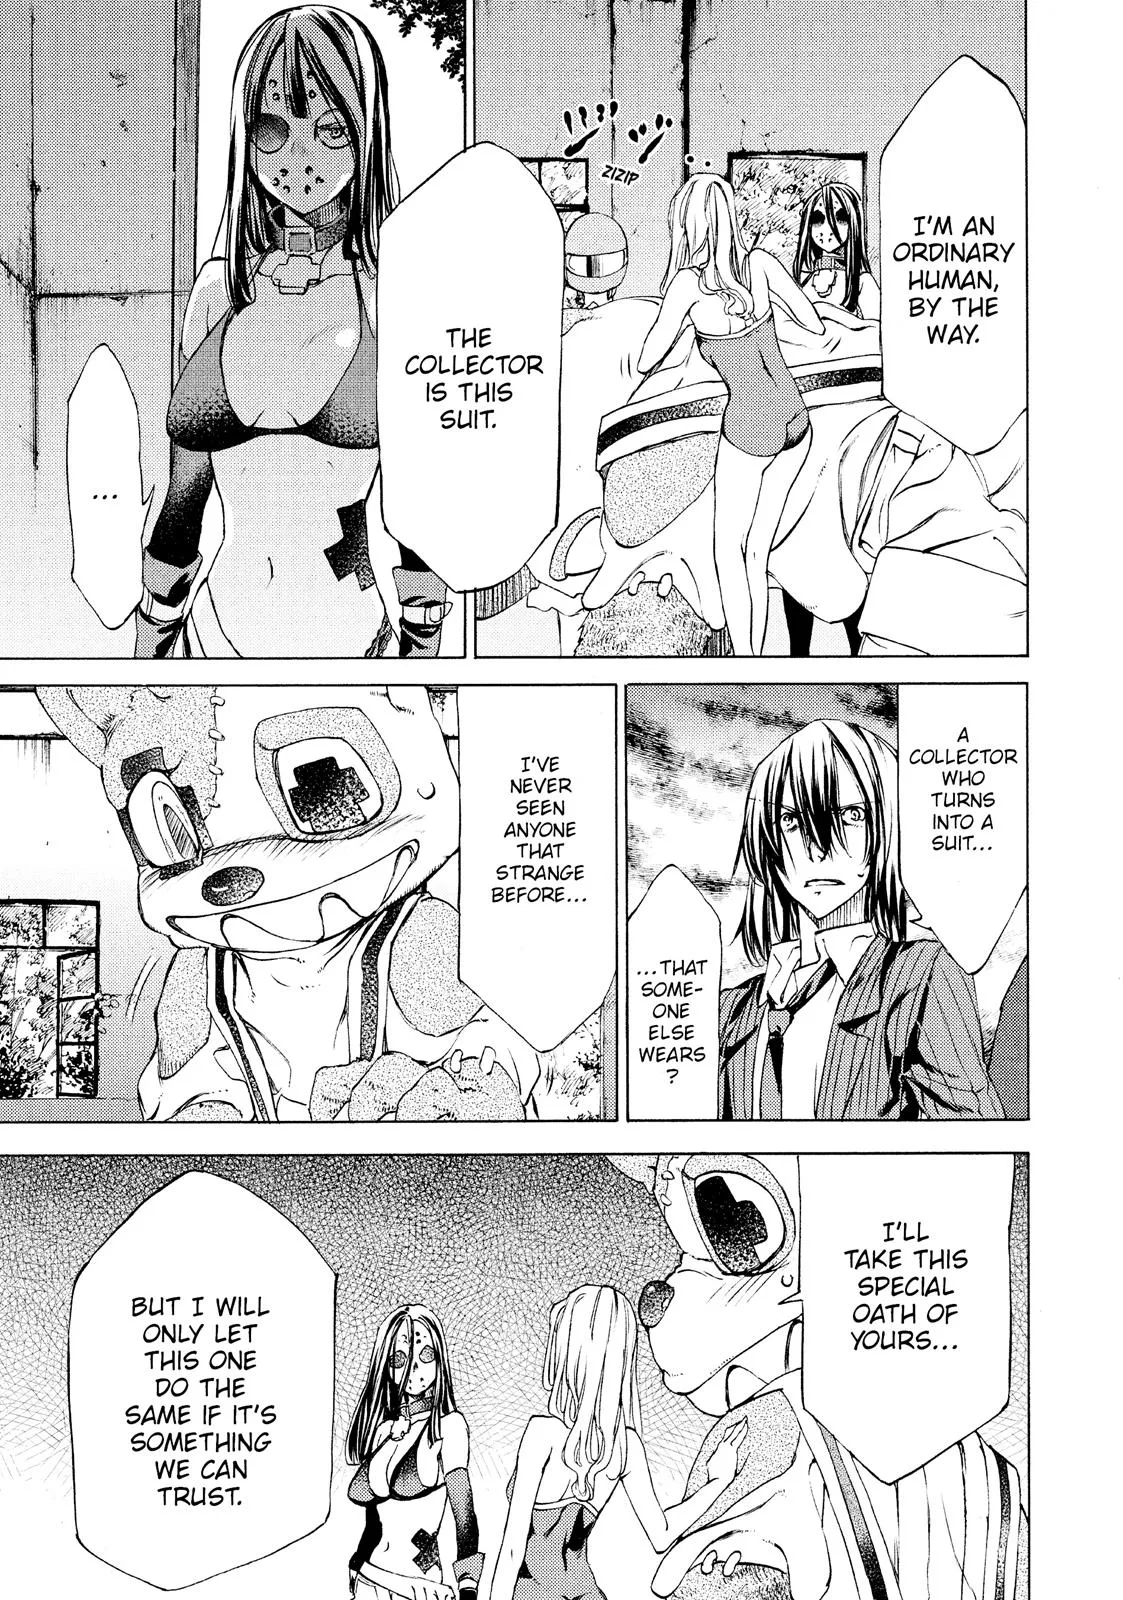 I'M AN
ORDINARY
HUMAN,
BY THE
WAY.
ZIZIP
THE
COLLECTOR
IS THIS
SUIT.
...
A
COLLECTOR
WHO
TURNS
INTO A
SUIT...
...THAT
SOME-
ONE
ELSE
WEARS
?
I'VE
NEVER
SEEN
ANYONE
THAT
STRANGE
BEFORE...
I'LL
TAKE THIS
SPECIAL
OATH OF
YOURS...
BUT I WILL
ONLY LET
THIS ONE
DO THE
SAME IF IT'S
SOMETHING
WE CAN
TRUST.